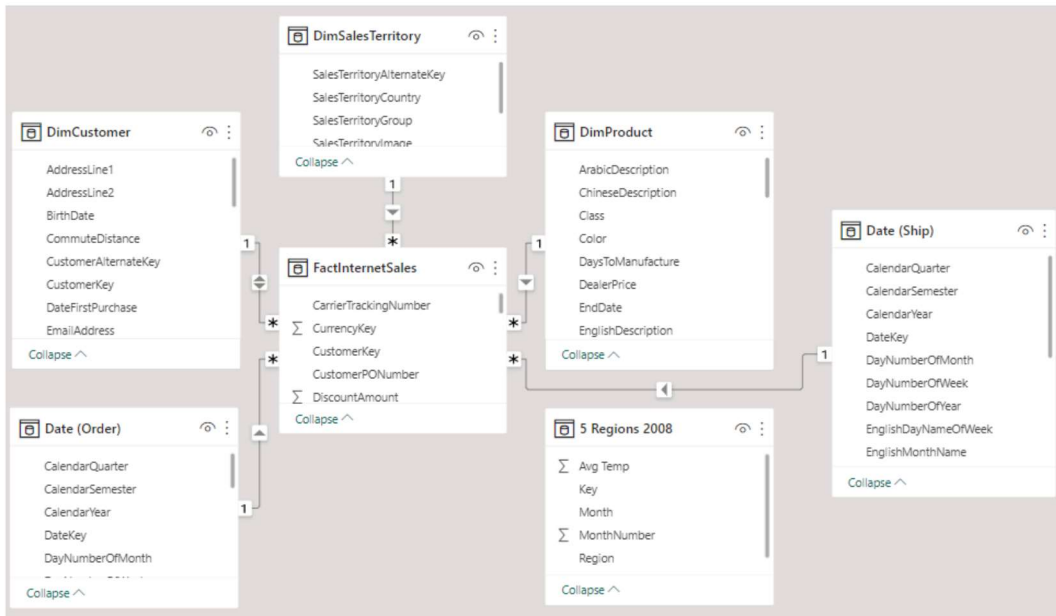 DimSalesTerritory
SalesTerritoryAlternateKey
SalesTerritoryCountry
SalesTerritoryGroup
SalesTerritoryImage
Collapse
DimCustomer
AddressLine1
AddressLine2
BirthDate
CommuteDistance
CustomerAlternateKey
CustomerKey
DateFirstPurchase
EmailAddress
Collapse
DimProduct
ArabicDescription
ChineseDescription
Class
Color
DaysToManufacture
DealerPrice
EndDate
EnglishDescription
Collapse
Date (Ship)
CalendarQuarter
CalendarSemester
CalendarYear
DateKey
DayNumberOfMonth
DayNumberOfWeek
DayNumberOfYear
EnglishDayNameOfWeek
EnglishMonthName
Collapse
1
*
1
*
1
*
1
*
1
*
FactInternetSales
CarrierTrackingNumber
Σ CurrencyKey
CustomerKey
CustomerPONumber
Σ DiscountAmount
Collapse
Date (Order)
CalendarQuarter
CalendarSemester
CalendarYear
DateKey
DayNumberOfMonth
Collapse
5 Regions 2008
Σ Avg Temp
Key
Month
Σ MonthNumber
Region
Collapse